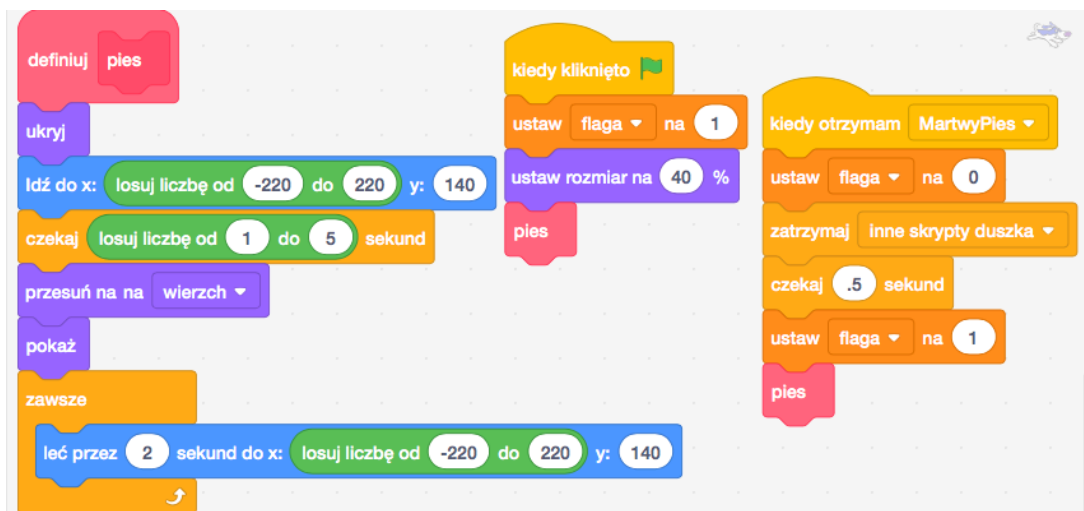 definiuj pies
ukryj
Idź do x: losuj liczbę od -220 do 220 y: 140
czekaj losuj liczbę od 1 do 5 sekund
przesuń na na wierzch
pokaż
zawsze
leć przez 2 sekund do x: losuj liczbę od -220 do 220 y: 140
kiedy kliknięto
ustaw flaga na 1
ustaw rozmiar na 40 %
pies
kiedy otrzymam MartwyPies
ustaw flaga na 0
zatrzymaj inne skrypty duszka
czekaj .5 sekund
ustaw flaga na 1
pies